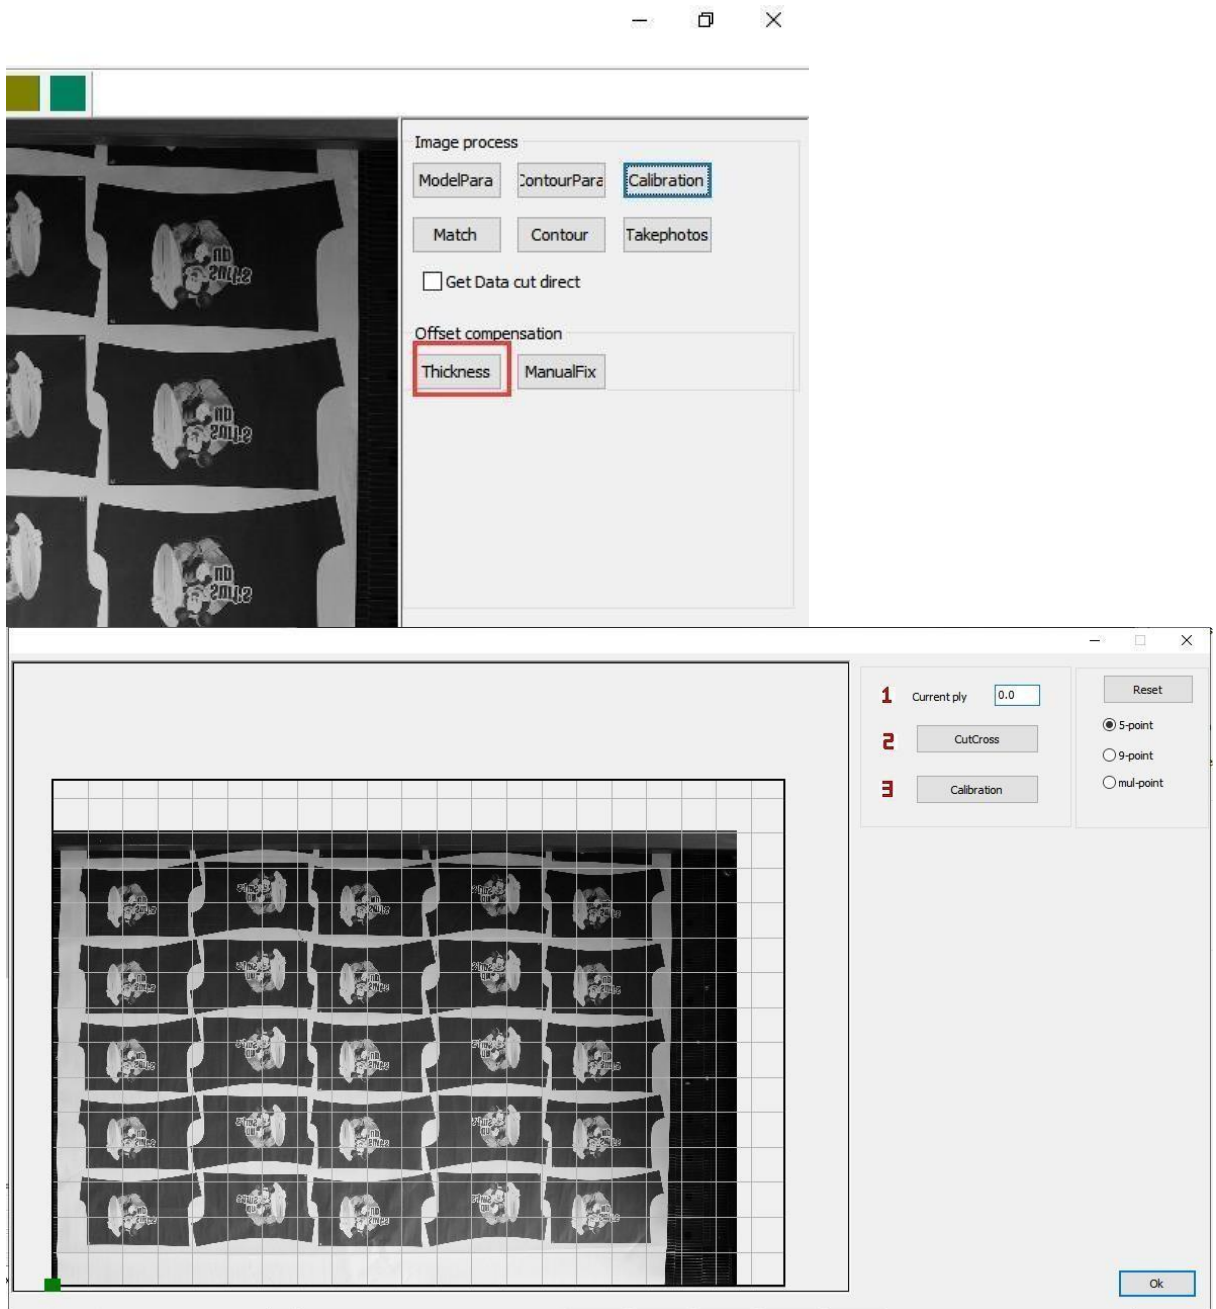 Image process
ModelPara
ContourPara
Calibration
Match
Contour
Takephotos
Get Data cut direct
Offset compensation
Thickness
ManualFix
1 Current ply 0.0
2 CutCross
3 Calibration
Reset
5-point
9-point
mul-point
Ok